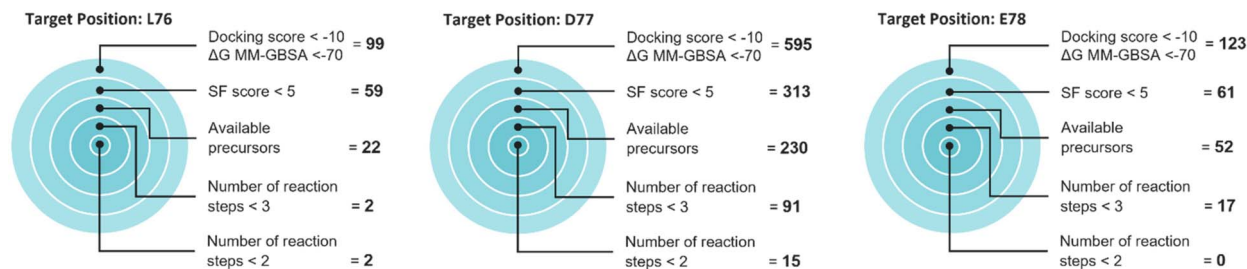 Target Position: L76
Docking score < -10
ΔG MM-GBSA <-70 = 99
SF score < 5 = 59
Available
precursors = 22
Number of reaction
steps < 3 = 2
Number of reaction
steps < 2 = 2
Target Position: D77
Docking score < -10
ΔG MM-GBSA <-70 = 595
SF score < 5 = 313
Available
precursors = 230
Number of reaction
steps < 3 = 91
Number of reaction
steps < 2 = 15
Target Position: E78
Docking score < -10
ΔG MM-GBSA <-70 = 123
SF score < 5 = 61
Available
precursors = 52
Number of reaction
steps < 3 = 17
Number of reaction
steps < 2 = 0